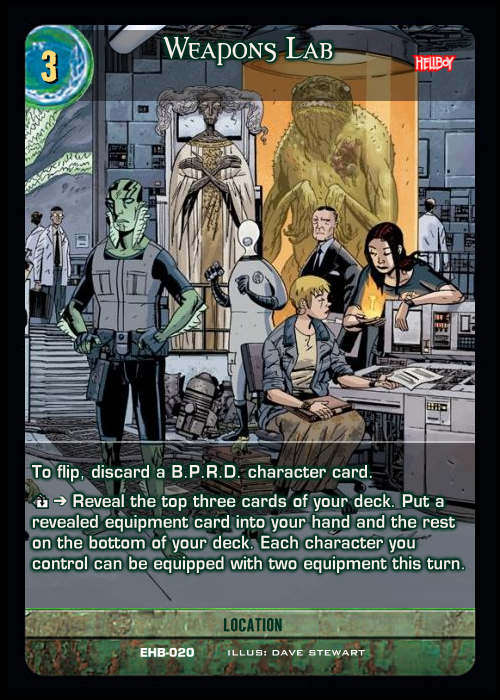 3
Weapons Lab
HELLBOY
To flip, discard a B.P.R.D. character card.
➔ Reveal the top three cards of your deck. Put a
revealed equipment card into your hand and the rest
on the bottom of your deck. Each character you
control can be equipped with two equipment this turn.
LOCATION
EHB-020 ILLUS: DAVE STEWART